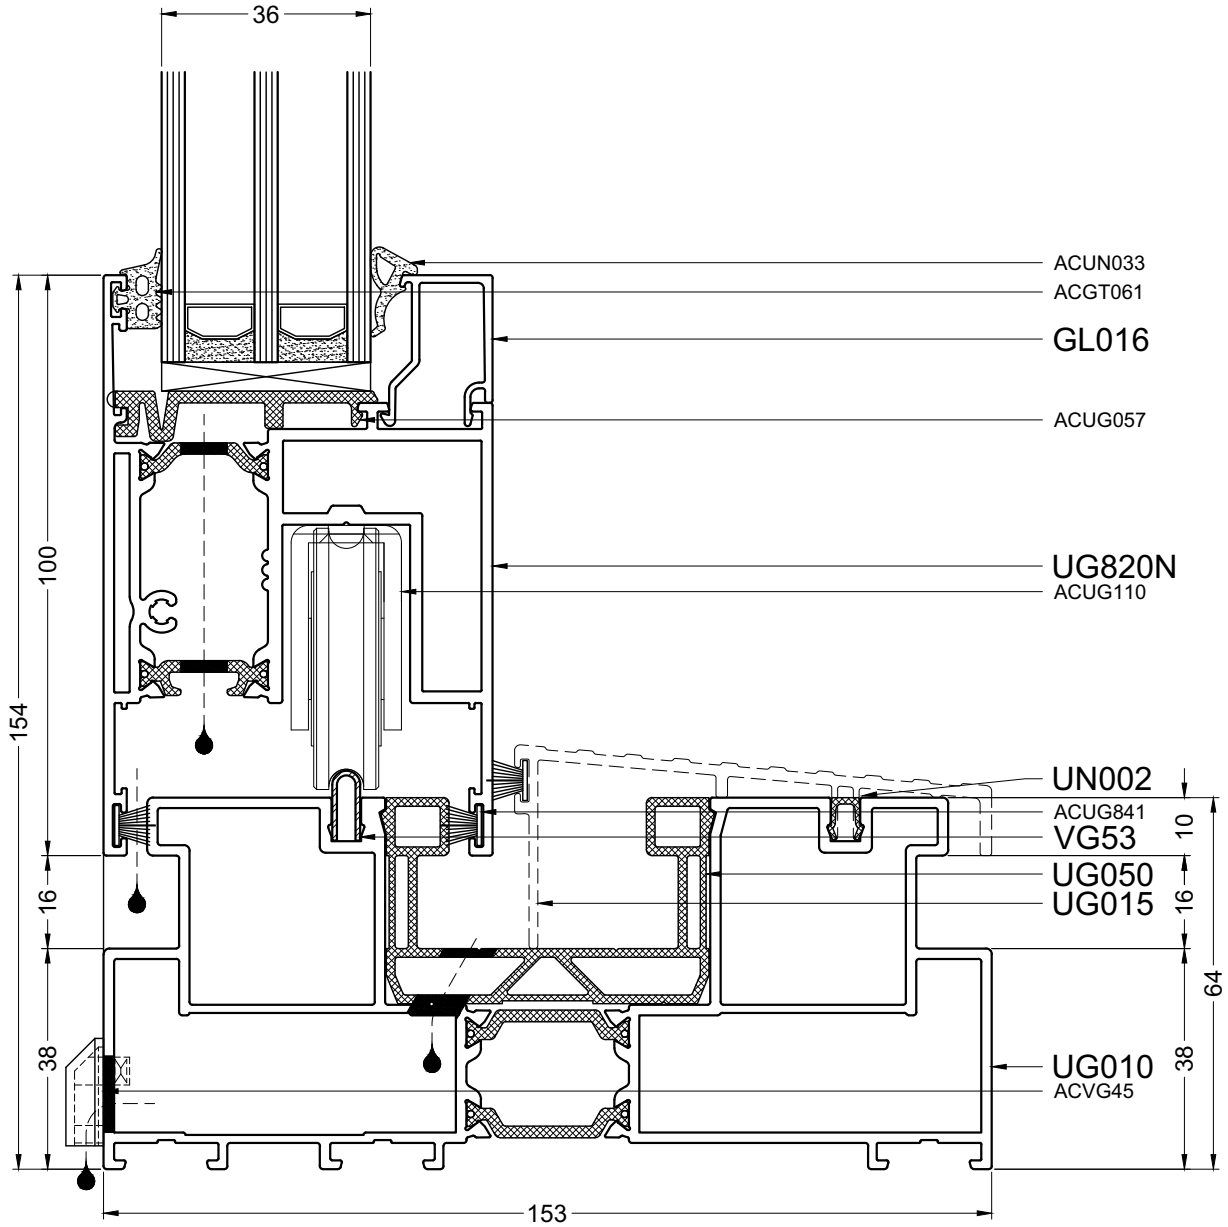 36
ACUN033
ACGT061
GL016
ACUG057
100
UG820N
ACUG110
154
UN002
ACUG841
10
VG53
UG050
16
UG015
16
64
38
UG010
38
ACVG45
153